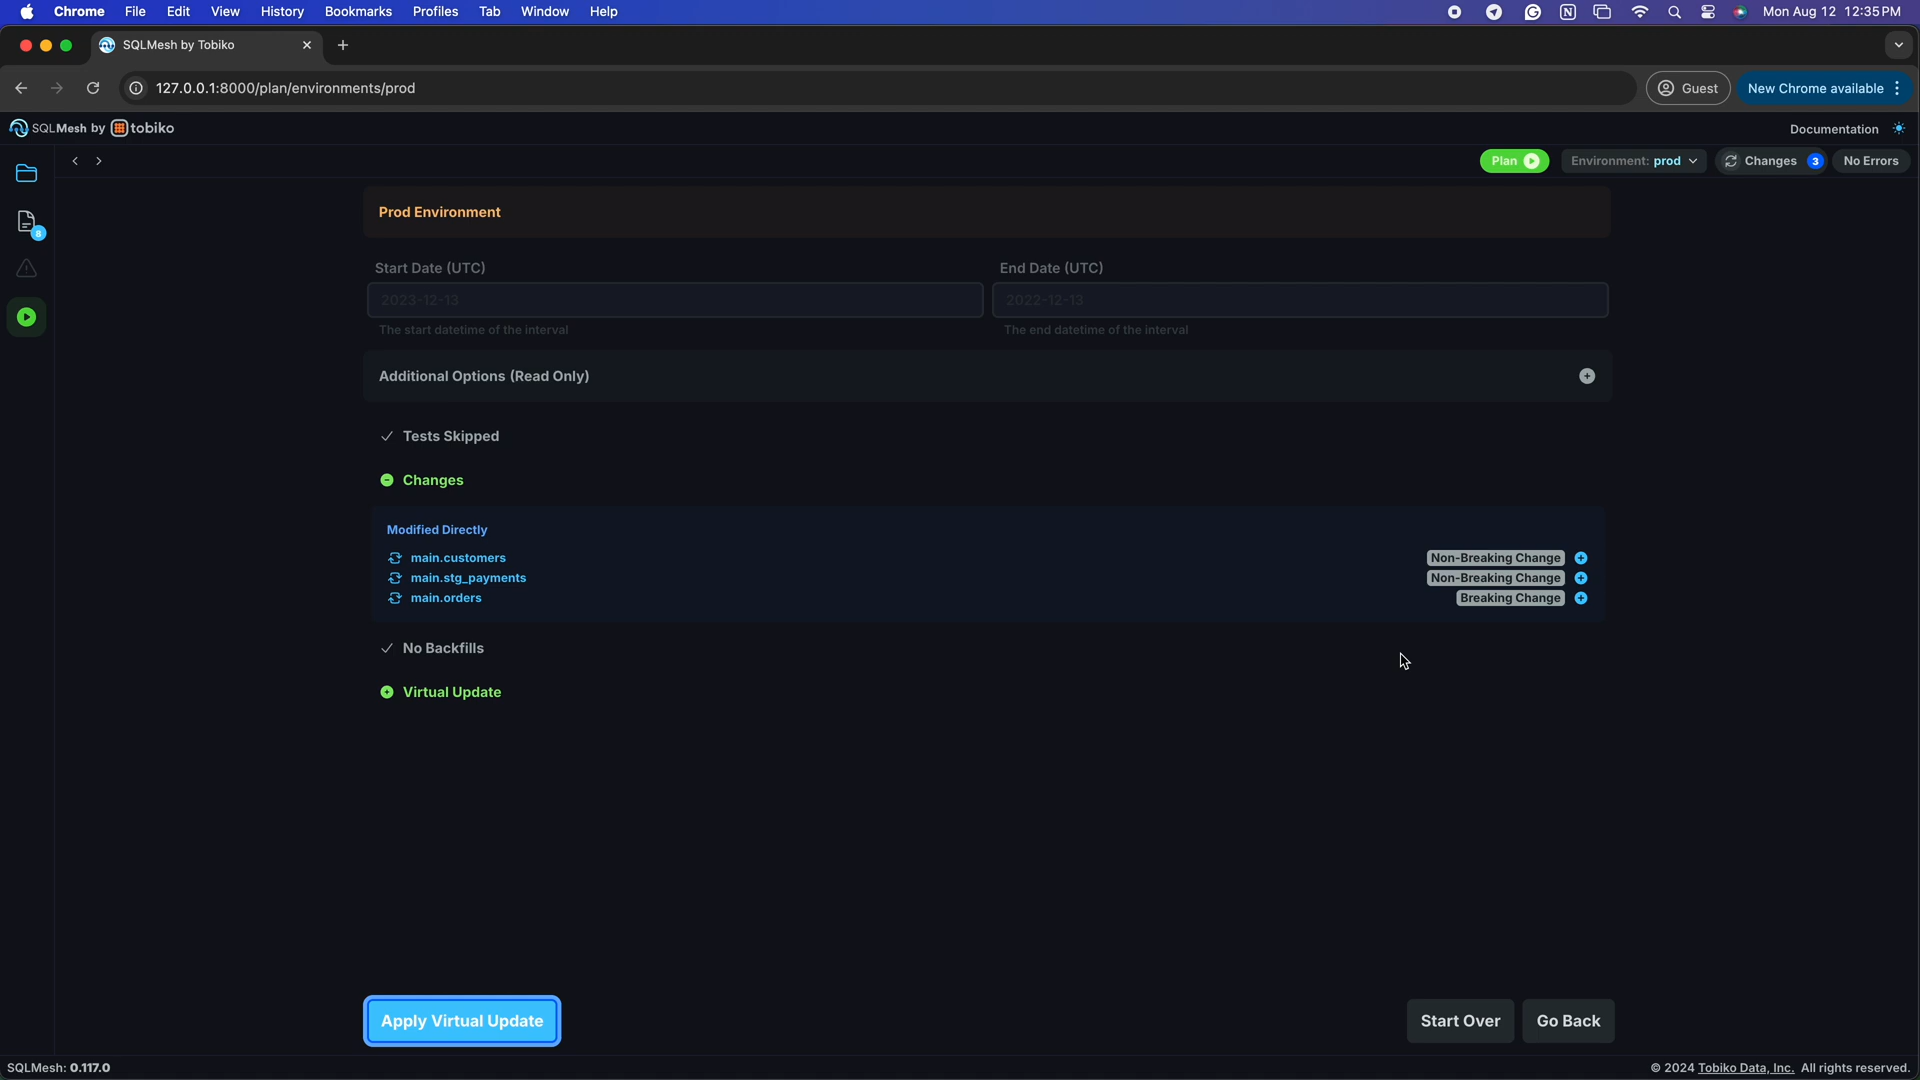 Chrome File Edit View History Bookmarks Profiles Tab Window Help Mon Aug 12 12:35 PM
SQLMesh by Tobiko
127.0.0.1:8000/plan/environments/prod Guest New Chrome available
SQLMesh by tobiko Documentation
Plan Environment: prod Changes 3 No Errors
8
Prod Environment
Start Date (UTC) End Date (UTC)
2023-12-13 2022-12-13
The start datetime of the interval The end datetime of the interval
Additional Options (Read Only)
Tests Skipped
Changes
Modified Directly
main.customers Non-Breaking Change
main.stg_payments Non-Breaking Change
main.orders Breaking Change
No Backfills
Virtual Update
Apply Virtual Update Start Over Go Back
SQLMesh: 0.117.0 © 2024 Tobiko Data, Inc. All rights reserved.